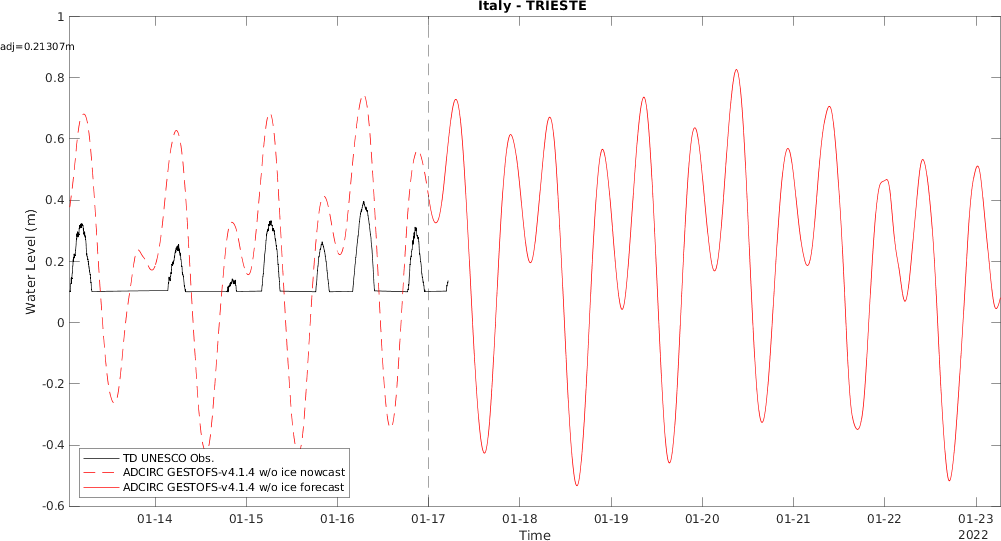 Italy - TRIESTE
adj=0.21307m
1
0.8
0.6
0.4
0.2
0
-0.2
-0.4
-0.6
Water Level (m)
TD UNESCO Obs.
ADCIRC GESTOFS-v4.1.4 w/o ice nowcast
ADCIRC GESTOFS-v4.1.4 w/o ice forecast
01-14 01-15 01-16 01-17 01-18 01-19 01-20 01-21 01-22 01-23
Time 2022